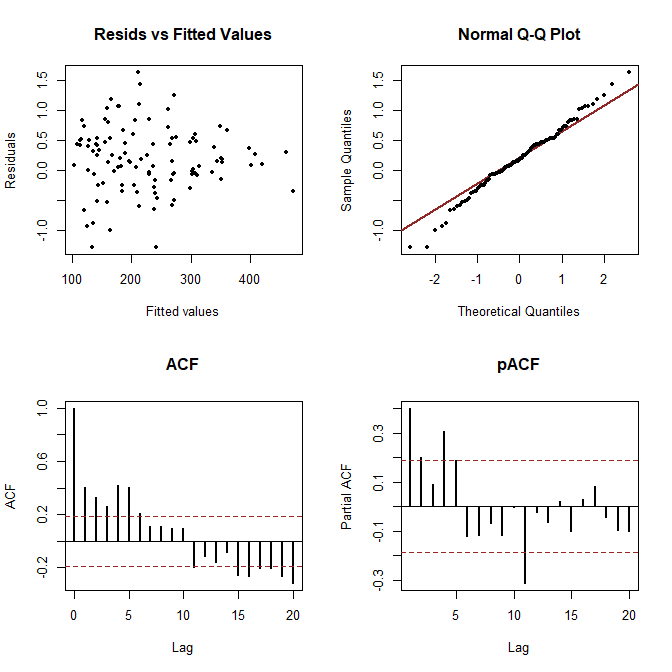 Resids vs Fitted Values
Residuals
-1.0 0.0 0.5 1.0 1.5
100 200 300 400
Fitted values
Normal Q-Q Plot
Sample Quantiles
-1.0 0.0 0.5 1.0 1.5
-2 -1 0 1 2
Theoretical Quantiles
ACF
ACF
-0.2 0.2 0.6 1.0
0 5 10 15 20
Lag
pACF
Partial ACF
-0.3 -0.1 0.1 0.3
5 10 15 20
Lag